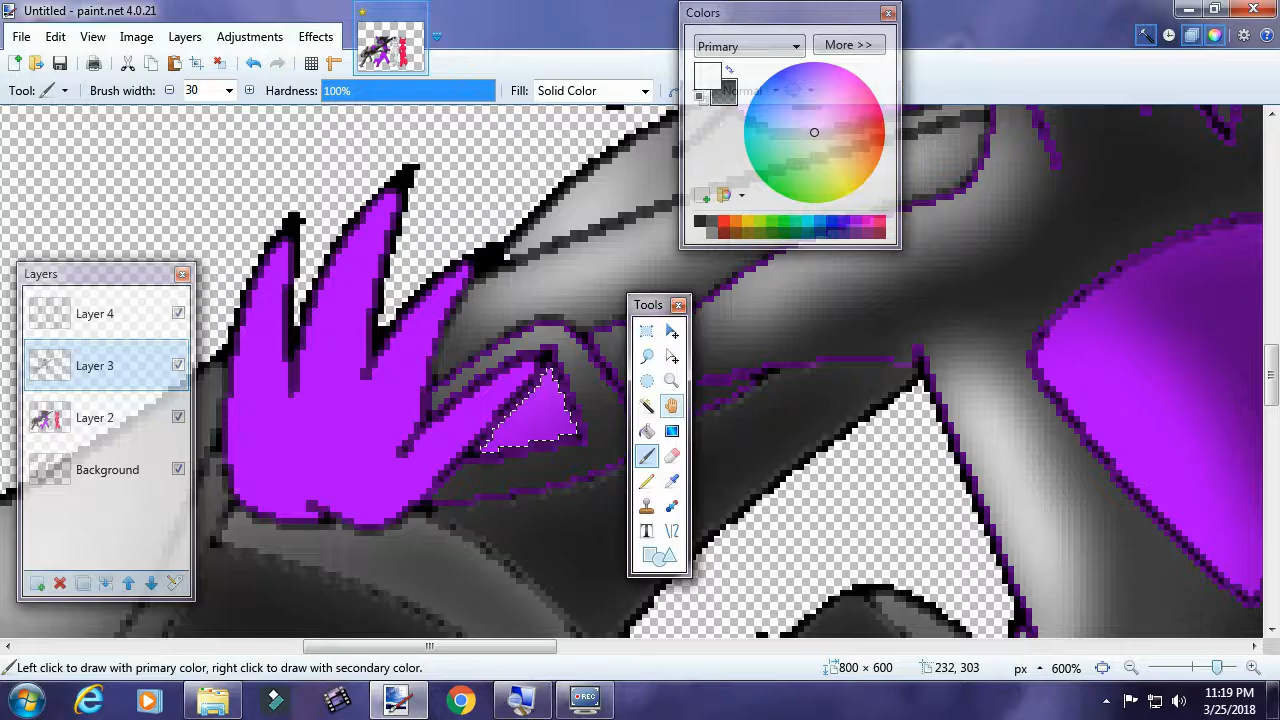 Untitled - paint.net 4.0.21
File Edit View Image Layers Adjustments Effects
Tool: Brush width: 30 Hardness: 100% Fill: Solid Color Normal
Colors
Primary More >>
Layers
Layer 4
Layer 3
Layer 2
Background
Tools
T
Left click to draw with primary color, right click to draw with secondary color. 800 × 600 232, 303 px 600%
REC
11:19 PM
3/25/2018